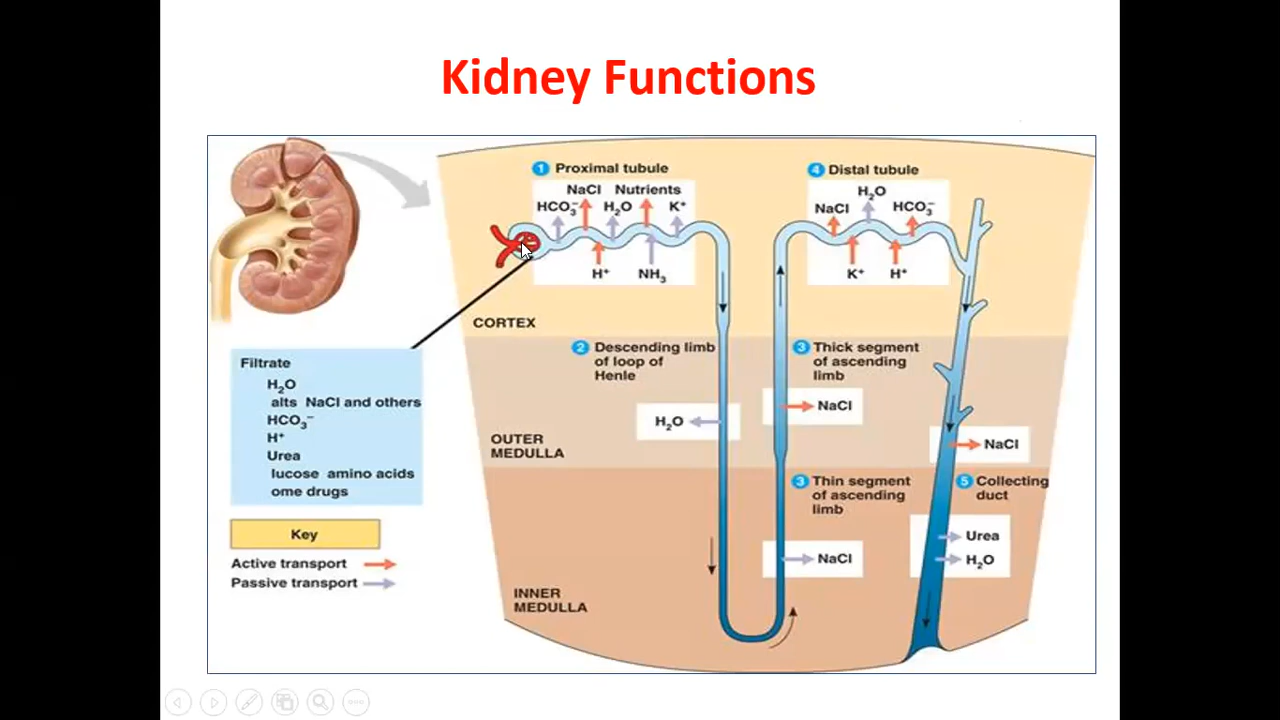 Kidney Functions
1 Proximal tubule
NaCl Nutrients
HCO₃⁻ H₂O K⁺
H⁺ NH₃
4 Distal tubule
H₂O
NaCl HCO₃⁻
K⁺ H⁺
CORTEX
Filtrate
H₂O
alts NaCl and others
HCO₃⁻
H⁺
Urea
lucose amino acids
ome drugs
Key
Active transport
Passive transport
2 Descending limb
of loop of
Henle
H₂O
3 Thick segment
of ascending
limb
NaCl
OUTER
MEDULLA
NaCl
3 Thin segment
of ascending
limb
NaCl
5 Collecting
duct
Urea
H₂O
INNER
MEDULLA